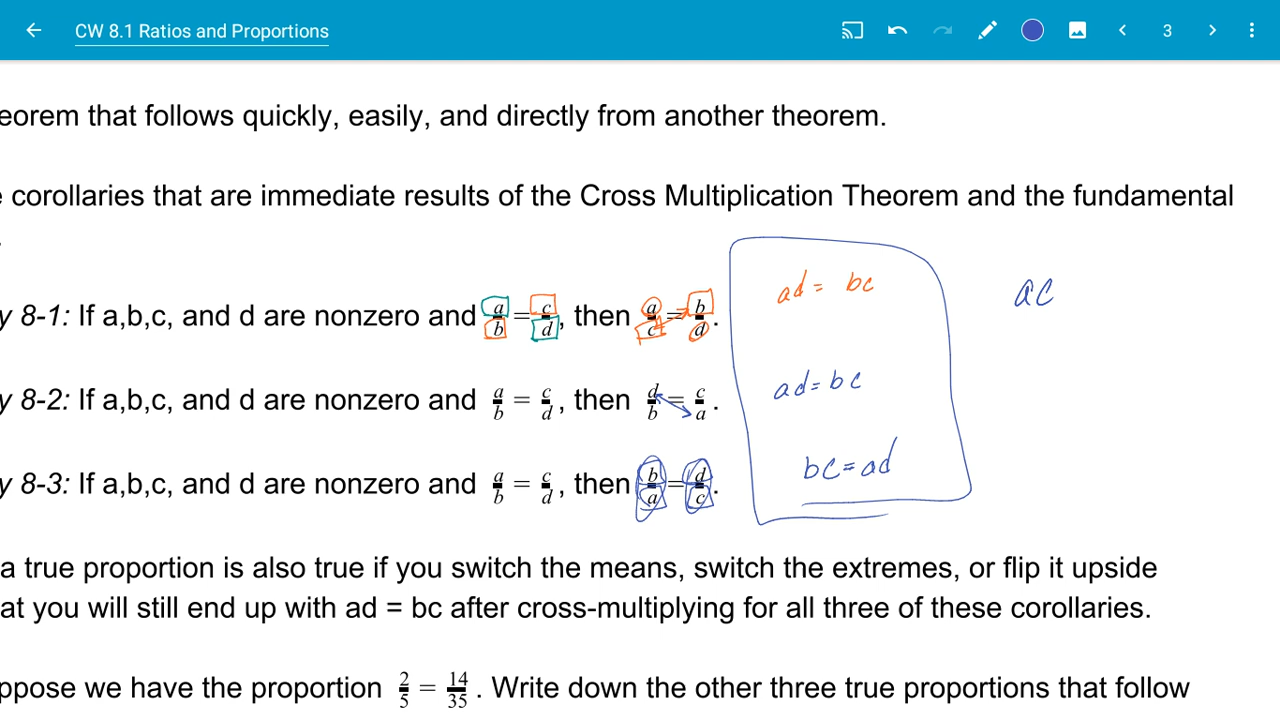 CW 8.1 Ratios and Proportions 3
eorem that follows quickly, easily, and directly from another theorem.
corollaries that are immediate results of the Cross Multiplication Theorem and the fundamental
.
y 8-1: If a,b,c, and d are nonzero and a/b = c/d, then a/c = b/d. ad = bc ac
y 8-2: If a,b,c, and d are nonzero and a/b = c/d, then d/b = c/a. ad = bc
y 8-3: If a,b,c, and d are nonzero and a/b = c/d, then b/a = d/c. bc = ad
a true proportion is also true if you switch the means, switch the extremes, or flip it upside
at you will still end up with ad = bc after cross-multiplying for all three of these corollaries.
ppose we have the proportion 2/5 = 14/35. Write down the other three true proportions that follow